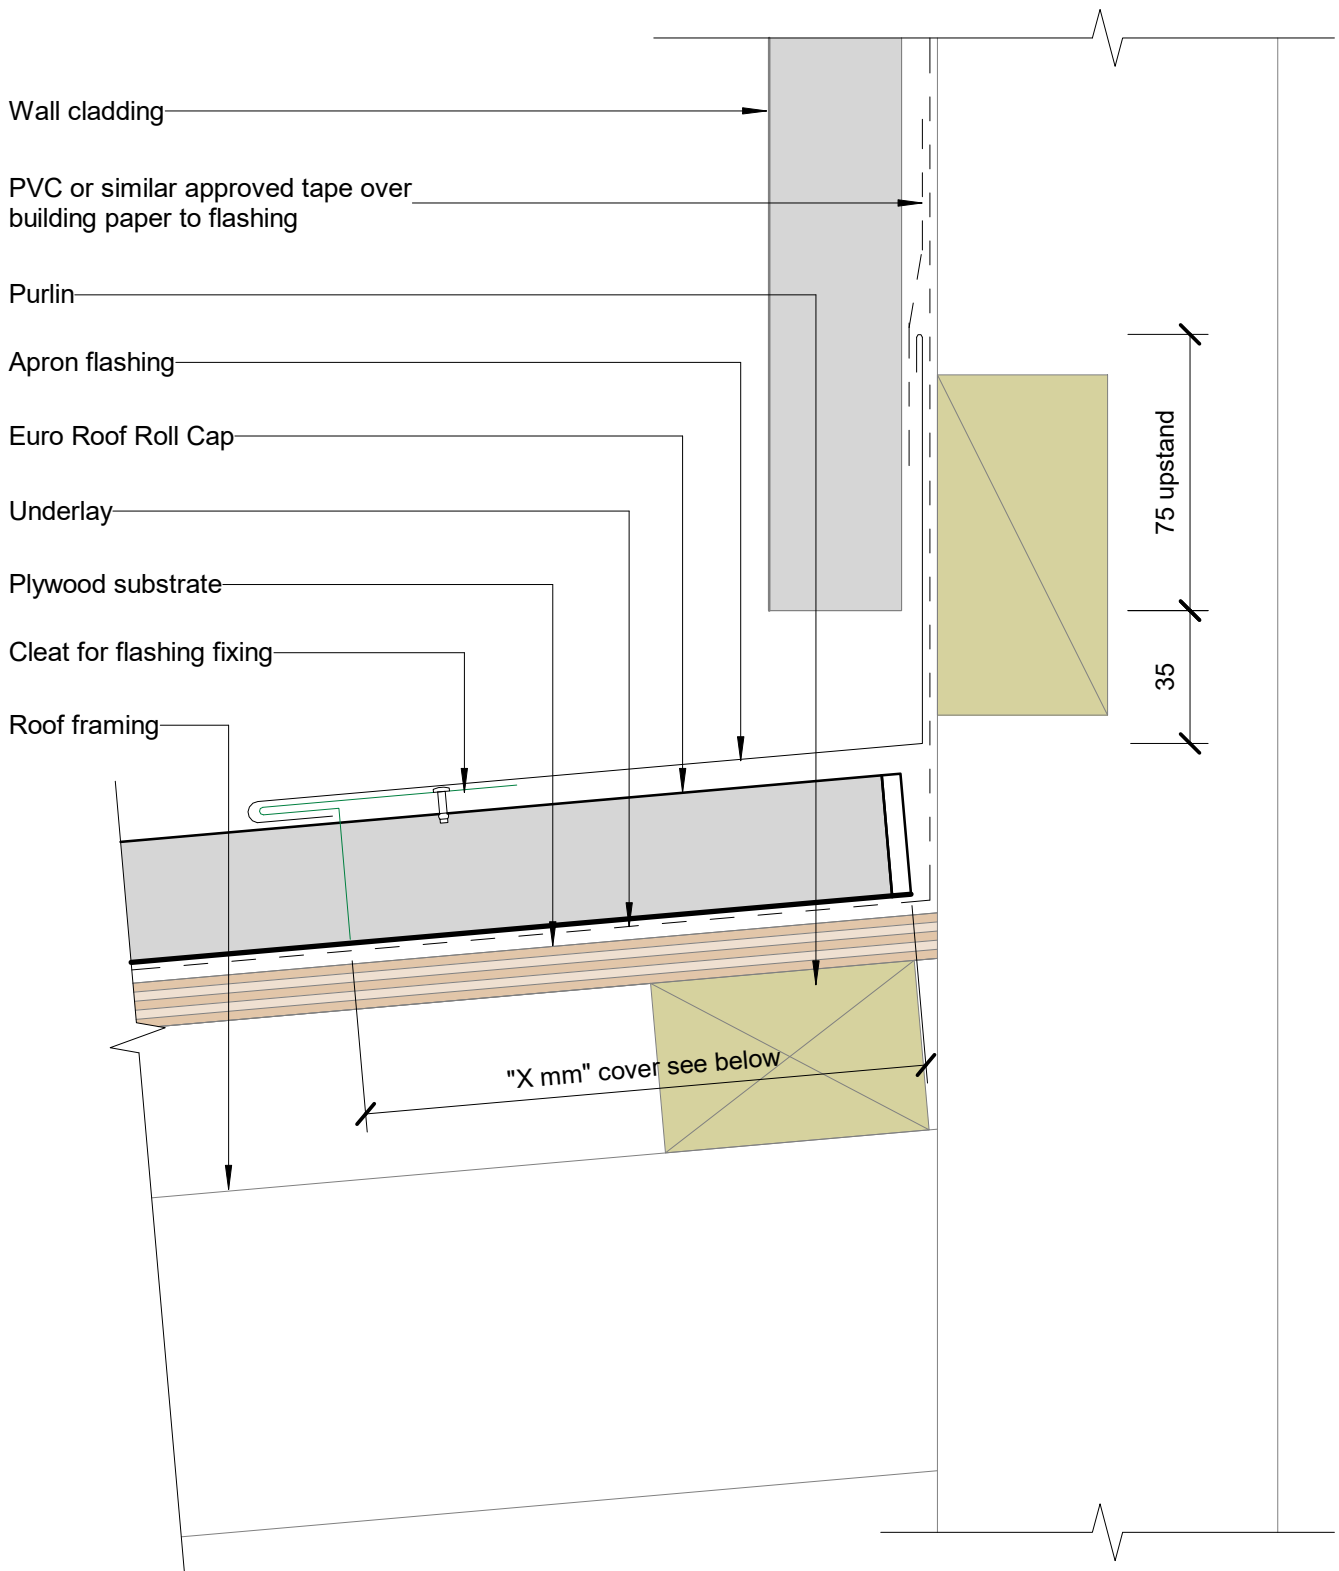 Wall cladding
PVC or similar approved tape over
building paper to flashing
Purlin
Apron flashing
Euro Roof Roll Cap
Underlay
Plywood substrate
Cleat for flashing fixing
Roof framing
75 upstand
35
"X mm" cover see below